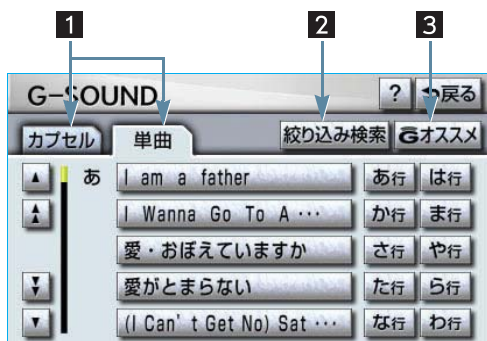 1 2 3
G-SOUND ? 戻る
カプセル 単曲 絞り込み検索 Gオススメ
あ I am a father あ行 は行
I Wanna Go To A ··· か行 ま行
愛・おぼえていますか さ行 や行
愛がとまらない た行 ら行
(I Can't Get No) Sat ··· な行 わ行